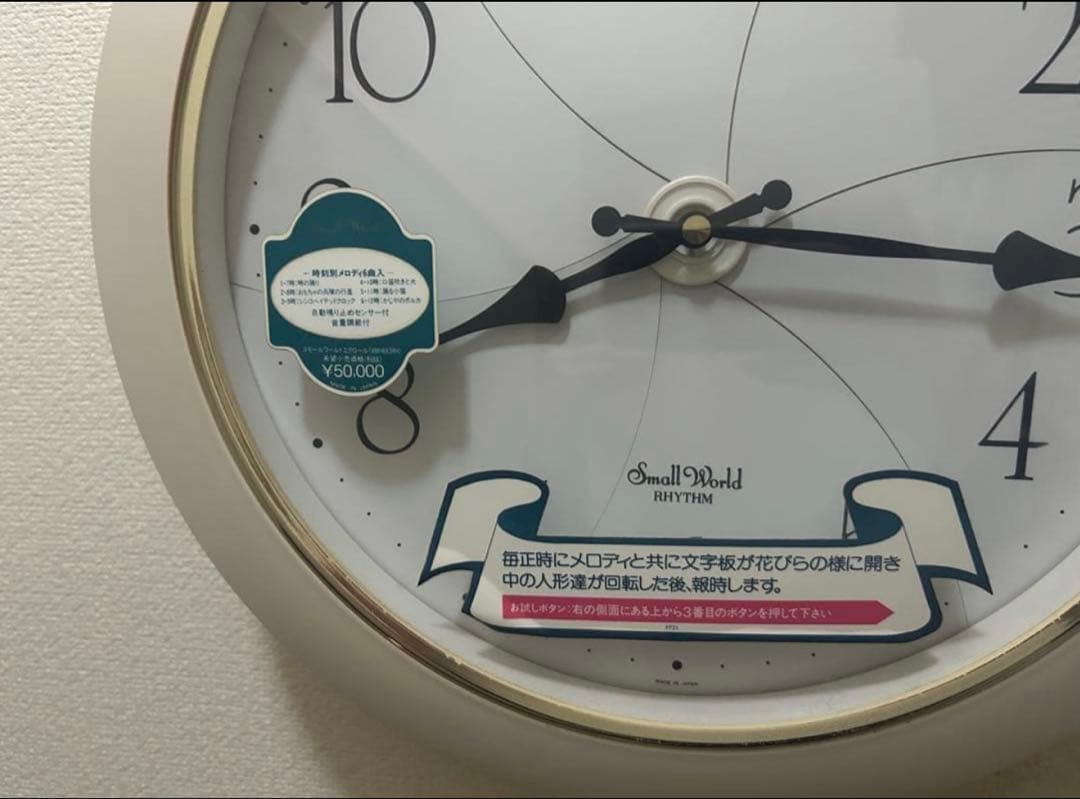 10
2
8
4
－時刻別メロディ6曲入－
自動鳴り止めセンサー付
音量調節付
¥50,000
MADE IN JAPAN
Small World
RHYTHM
毎正時にメロディと共に文字板が花びらの様に開き
中の人形達が回転した後、報時します。
お試しボタン:右の側面にある上から3番目のボタンを押して下さい
MADE IN JAPAN